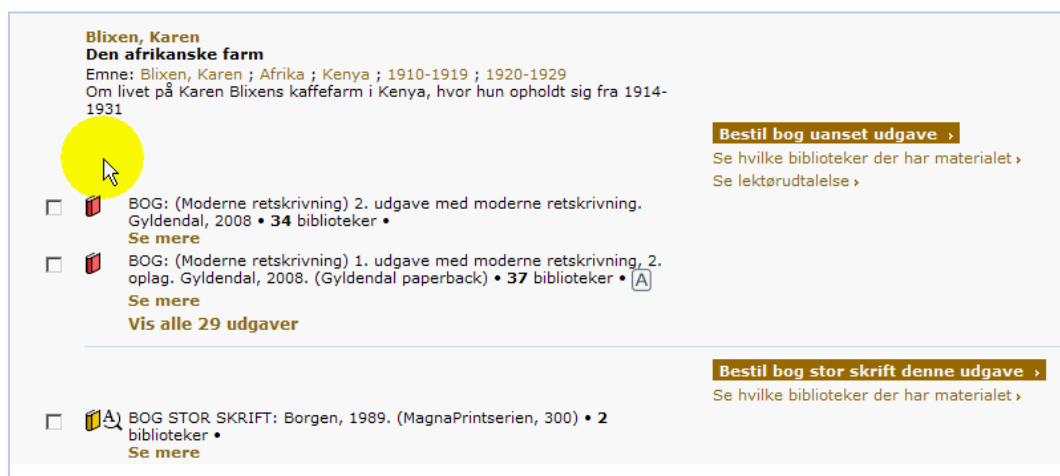 Blixen, Karen
Den afrikanske farm
Emne: Blixen, Karen ; Afrika ; Kenya ; 1910-1919 ; 1920-1929
Om livet på Karen Blixens kaffefarm i Kenya, hvor hun opholdt sig fra 1914-
1931
Bestil bog uanset udgave ›
Se hvilke biblioteker der har materialet ›
Se lektørudtalelse ›
BOG: (Moderne retskrivning) 2. udgave med moderne retskrivning.
Gyldendal, 2008 • 34 biblioteker •
Se mere
BOG: (Moderne retskrivning) 1. udgave med moderne retskrivning, 2.
oplag. Gyldendal, 2008. (Gyldendal paperback) • 37 biblioteker • A
Se mere
Vis alle 29 udgaver
Bestil bog stor skrift denne udgave ›
Se hvilke biblioteker der har materialet ›
A BOG STOR SKRIFT: Borgen, 1989. (MagnaPrintserien, 300) • 2
biblioteker •
Se mere